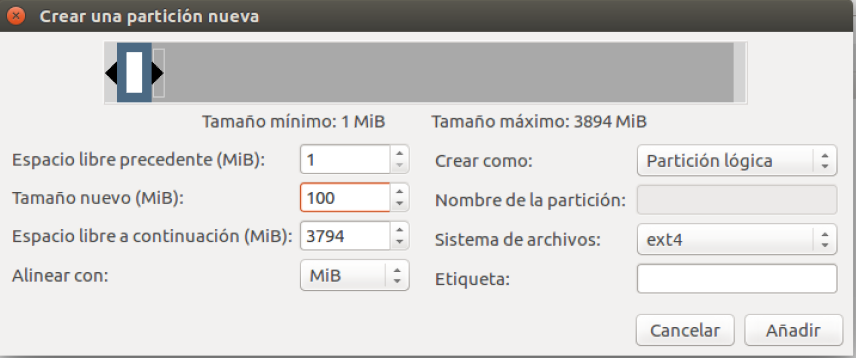 Crear una partición nueva
Tamaño mínimo: 1 MiB Tamaño máximo: 3894 MiB
Espacio libre precedente (MiB): 1 Crear como: Partición lógica
Tamaño nuevo (MiB): 100 Nombre de la partición:
Espacio libre a continuación (MiB): 3794 Sistema de archivos: ext4
Alinear con: MiB Etiqueta:
Cancelar Añadir